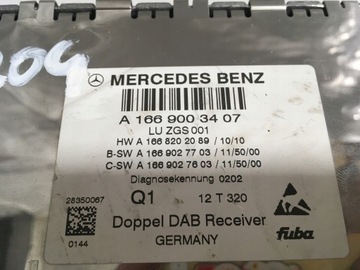 209
MERCEDES BENZ
A 166 900 34 07
LU ZGS 001
HW A 166 820 20 89 / 10/10
B-SW A 166 902 77 03 / 11/50/00
C-SW A 166 902 76 03 / 11/50/00
Diagnosekennung 0202
28350067
Q1 12 T 320
Doppel DAB Receiver
0144
GERMANY
fuba